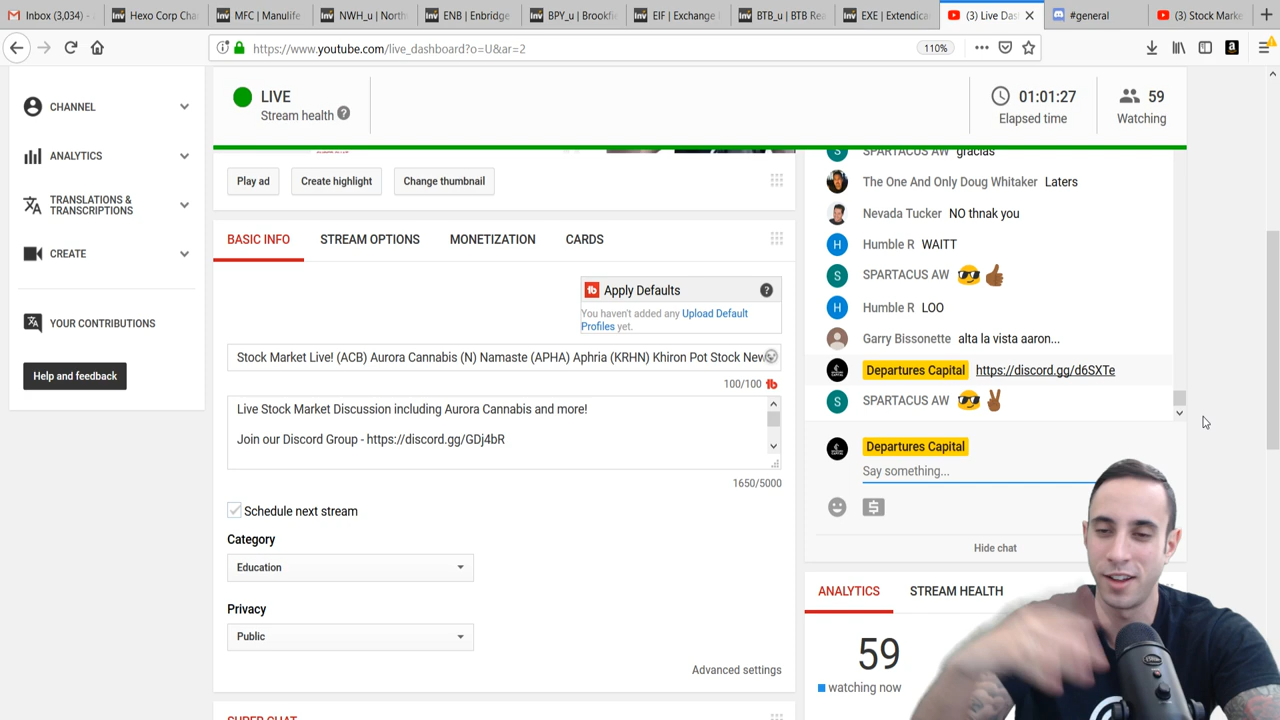 Inbox (3,034) -
Hexo Corp Chan
MFC | Manulife
NWH_u | North
ENB | Enbridge
BPY_u | Brookfie
EIF | Exchange I
BTB_u | BTB Rea
EXE | Extendica
(3) Live Das
#general
(3) Stock Marke
https://www.youtube.com/live_dashboard?o=U&ar=2
110%
CHANNEL
ANALYTICS
TRANSLATIONS &
TRANSCRIPTIONS
CREATE
YOUR CONTRIBUTIONS
Help and feedback
LIVE
Stream health
01:01:27
Elapsed time
59
Watching
Play ad
Create highlight
Change thumbnail
BASIC INFO
STREAM OPTIONS
MONETIZATION
CARDS
Apply Defaults
You haven't added any Upload Default
Profiles yet.
Stock Market Live! (ACB) Aurora Cannabis (N) Namaste (APHA) Aphria (KRHN) Khiron Pot Stock New
100/100
Live Stock Market Discussion including Aurora Cannabis and more!
Join our Discord Group - https://discord.gg/GDj4bR
1650/5000
Schedule next stream
Category
Education
Privacy
Public
Advanced settings
SUPER CHAT
SPARTACUS AW gracias
The One And Only Doug Whitaker Laters
Nevada Tucker NO thnak you
Humble R WAITT
SPARTACUS AW 😎👍🏾
Humble R LOO
Garry Bissonette alta la vista aaron...
Departures Capital https://discord.gg/d6SXTe
SPARTACUS AW 😎✌🏾
Departures Capital
Say something...
Hide chat
ANALYTICS
STREAM HEALTH
59
watching now